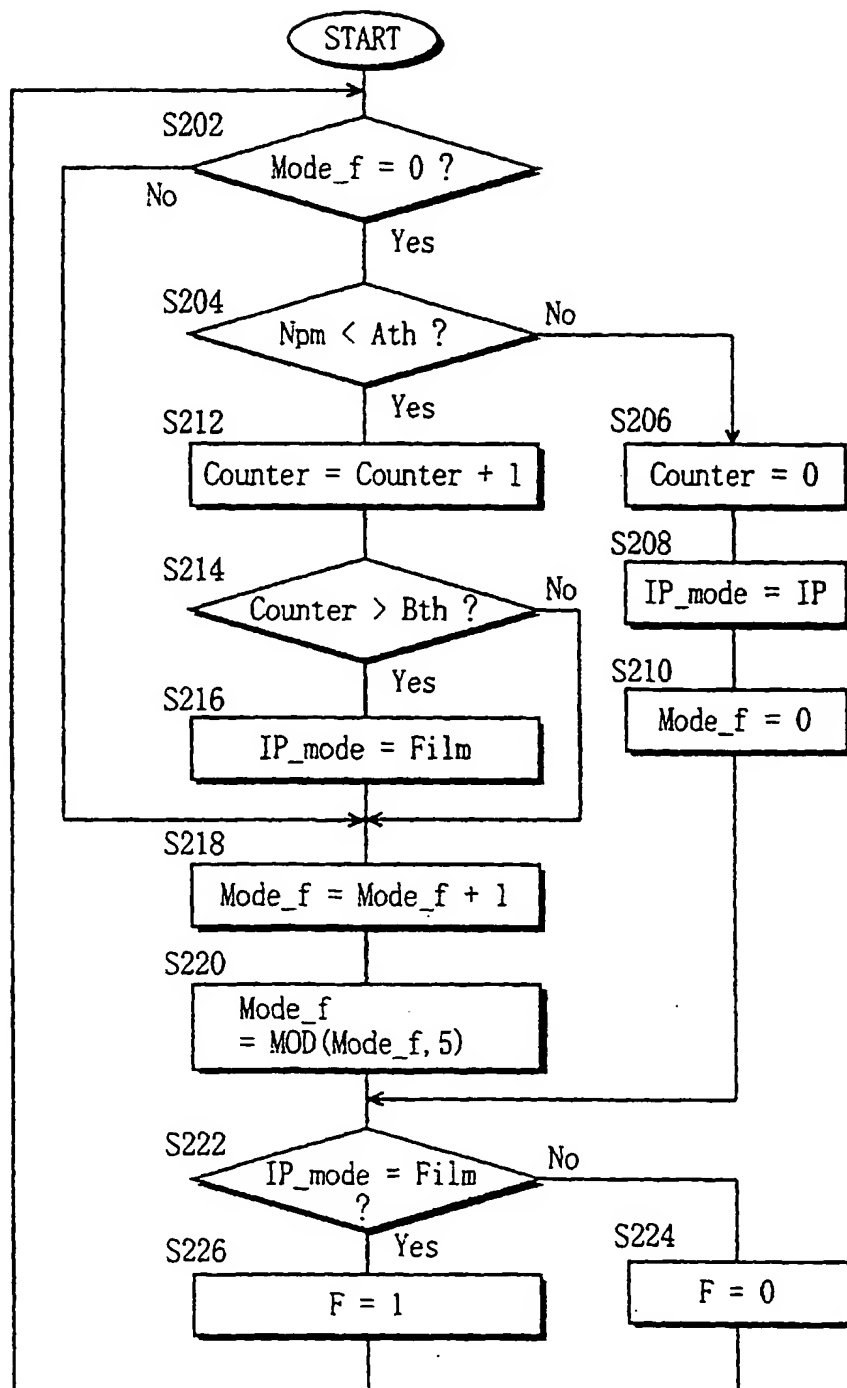 START
S202
Mode_f = 0 ?
No
Yes
S204
Npm < Ath ?
No
Yes
S212
Counter = Counter + 1
S206
Counter = 0
S208
IP_mode = IP
S214
Counter > Bth ?
No
Yes
S210
Mode_f = 0
S216
IP_mode = Film
S218
Mode_f = Mode_f + 1
S220
Mode_f
= MOD(Mode_f, 5)
S222
IP_mode = Film
?
No
Yes
S226
F = 1
S224
F = 0